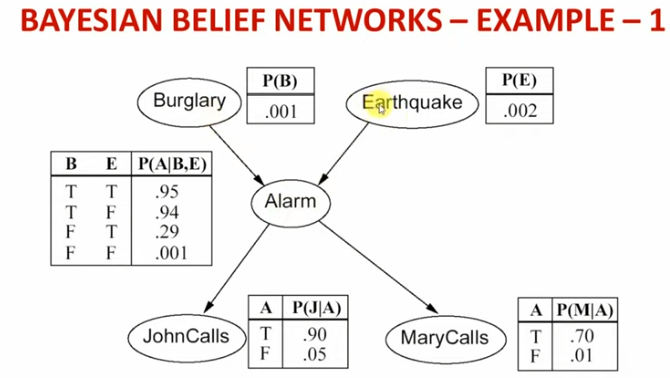 BAYESIAN BELIEF NETWORKS – EXAMPLE – 1
Burglary
P(B)
.001
Earthquake
P(E)
.002
B E P(A|B,E)
T T .95
T F .94
F T .29
F F .001
Alarm
JohnCalls
A P(J|A)
T .90
F .05
MaryCalls
A P(M|A)
T .70
F .01